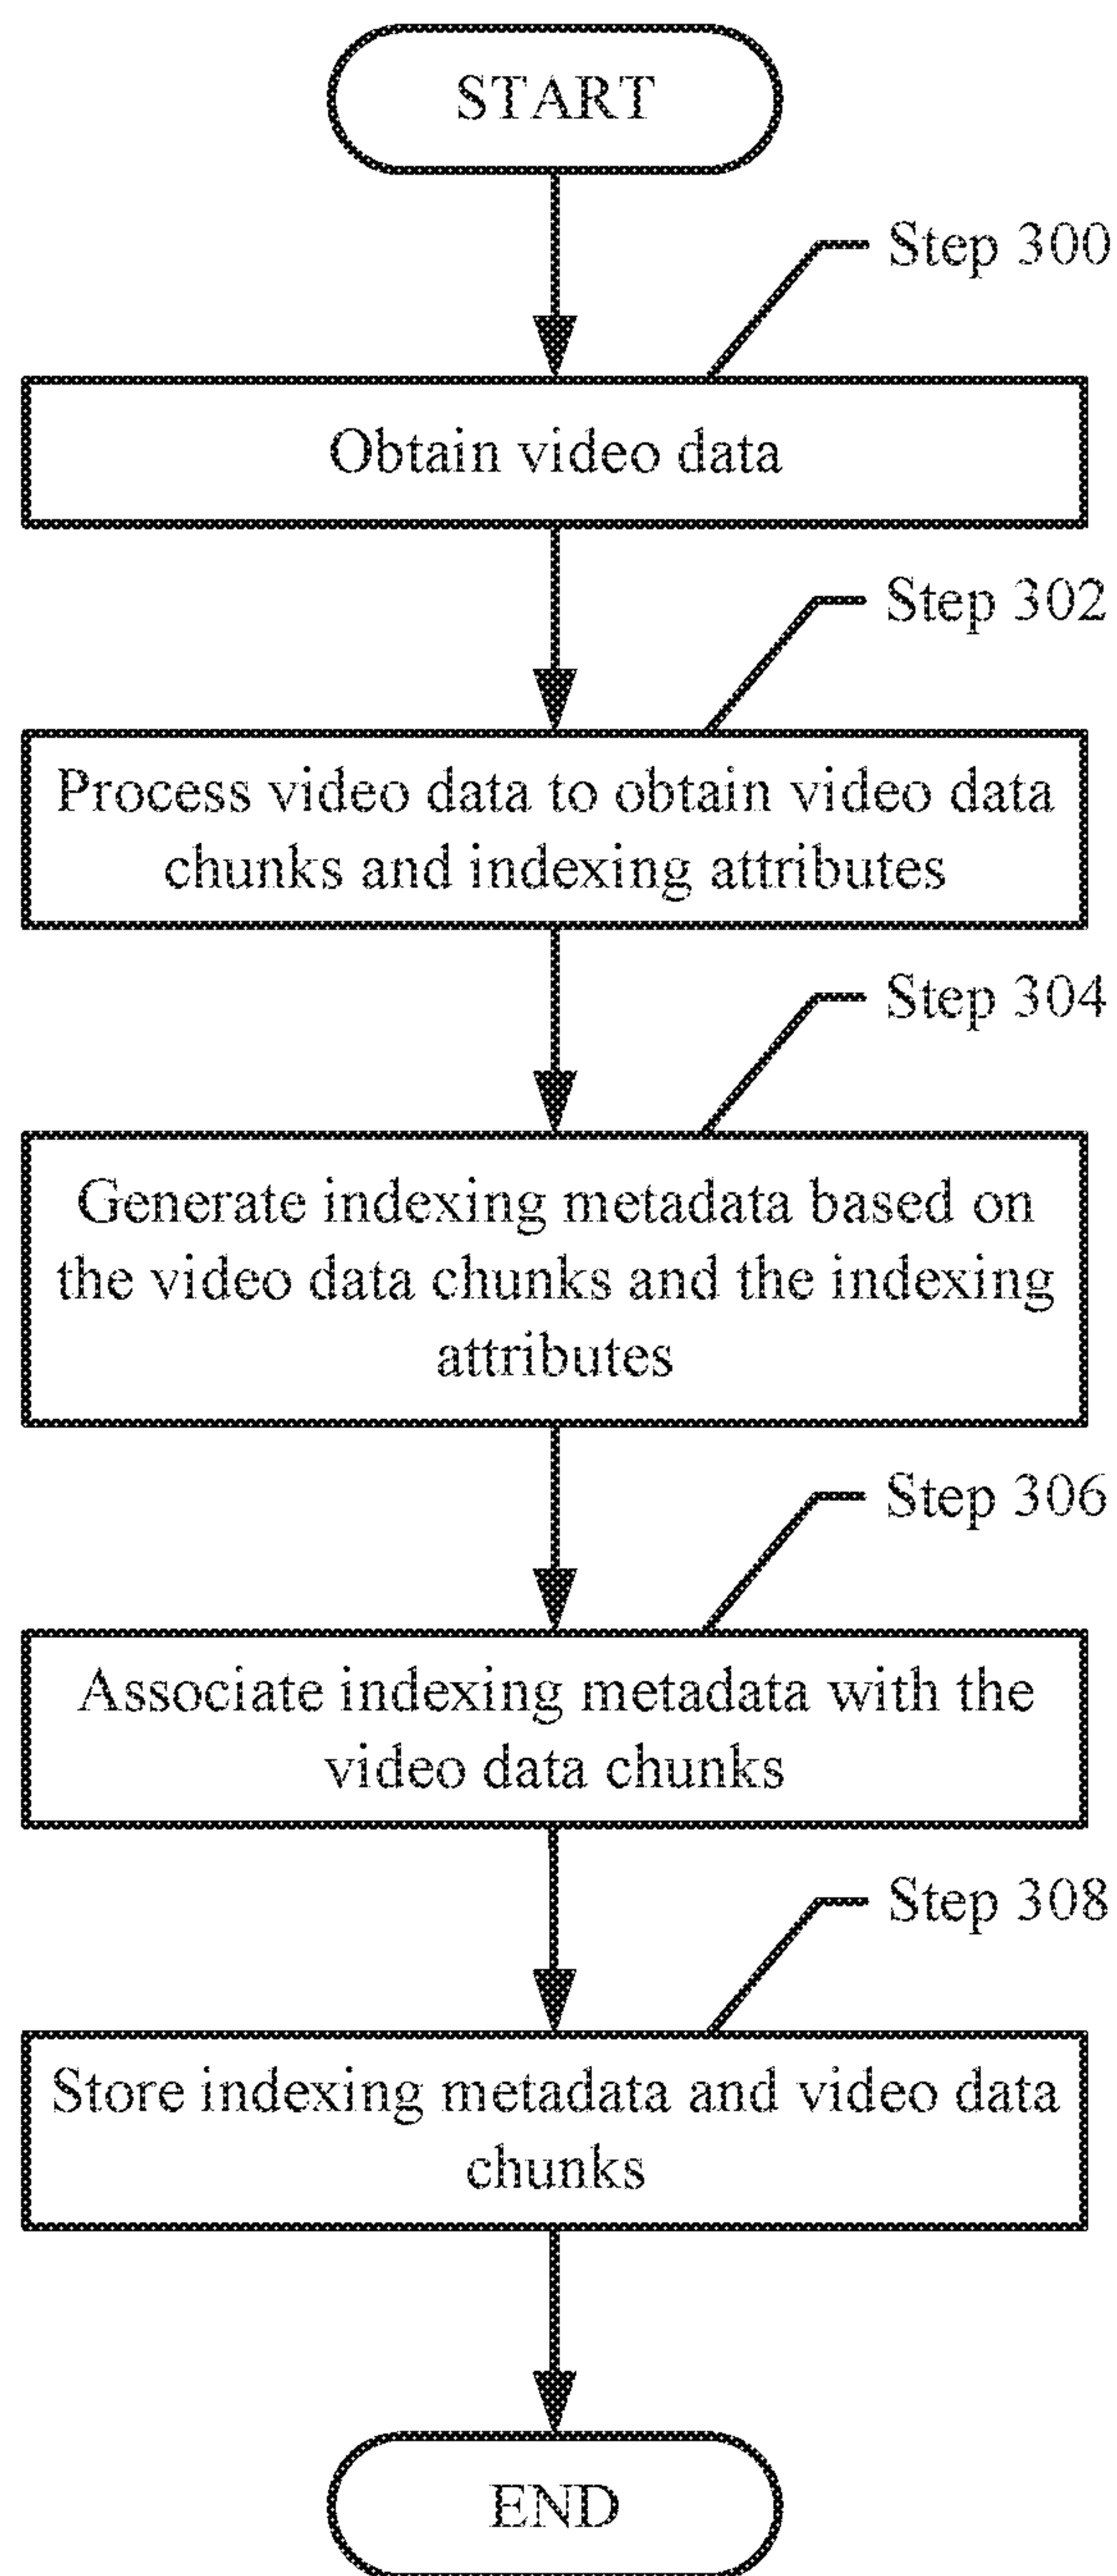 START
Step 300
Obtain video data
Step 302
Process video data to obtain video data
chunks and indexing attributes
Step 304
Generate indexing metadata based on
the video data chunks and the indexing
attributes
Step 306
Associate indexing metadata with the
video data chunks
Step 308
Store indexing metadata and video data
chunks
END